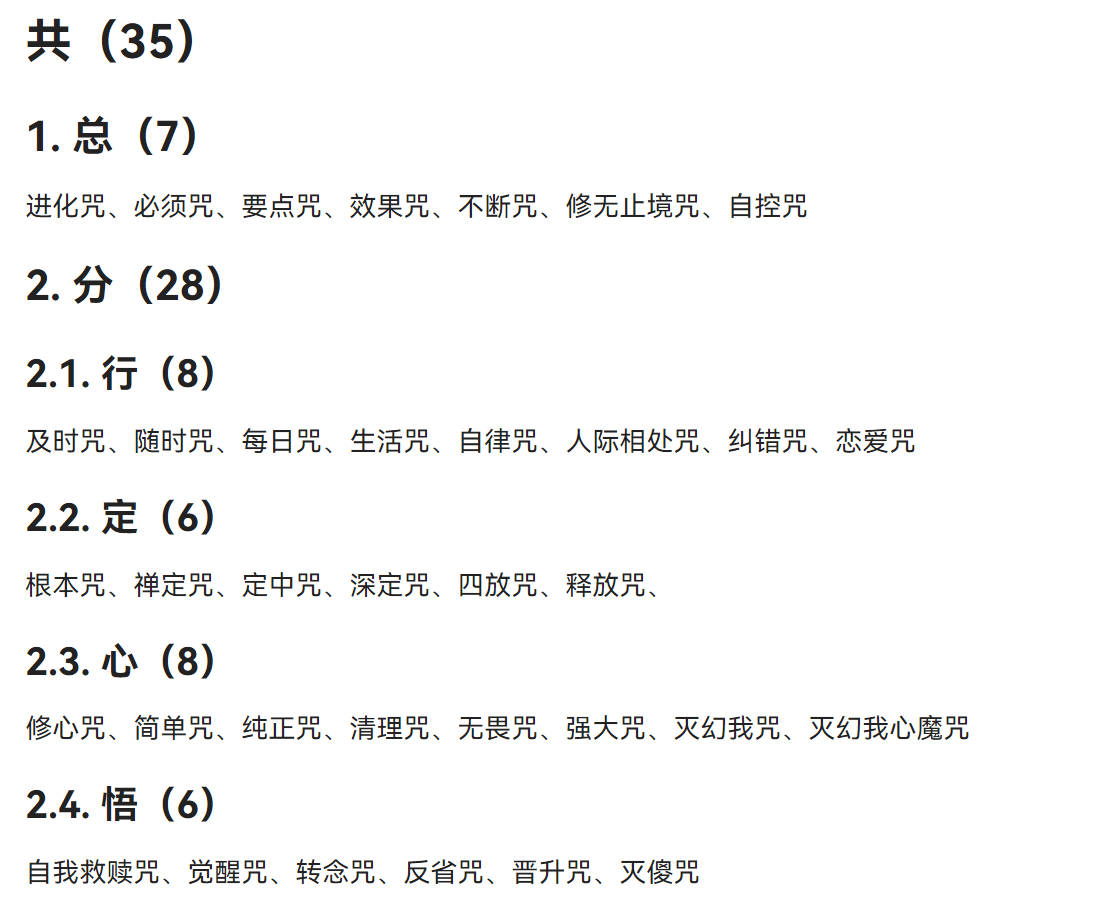 共（35）
1. 总（7）
进化咒、必须咒、要点咒、效果咒、不断咒、修无止境咒、自控咒
2. 分（28）
2.1. 行（8）
及时咒、随时咒、每日咒、生活咒、自律咒、人际相处咒、纠错咒、恋爱咒
2.2. 定（6）
根本咒、禅定咒、定中咒、深定咒、四放咒、释放咒、
2.3. 心（8）
修心咒、简单咒、纯正咒、清理咒、无畏咒、强大咒、灭幻我咒、灭幻我心魔咒
2.4. 悟（6）
自我救赎咒、觉醒咒、转念咒、反省咒、晋升咒、灭傻咒